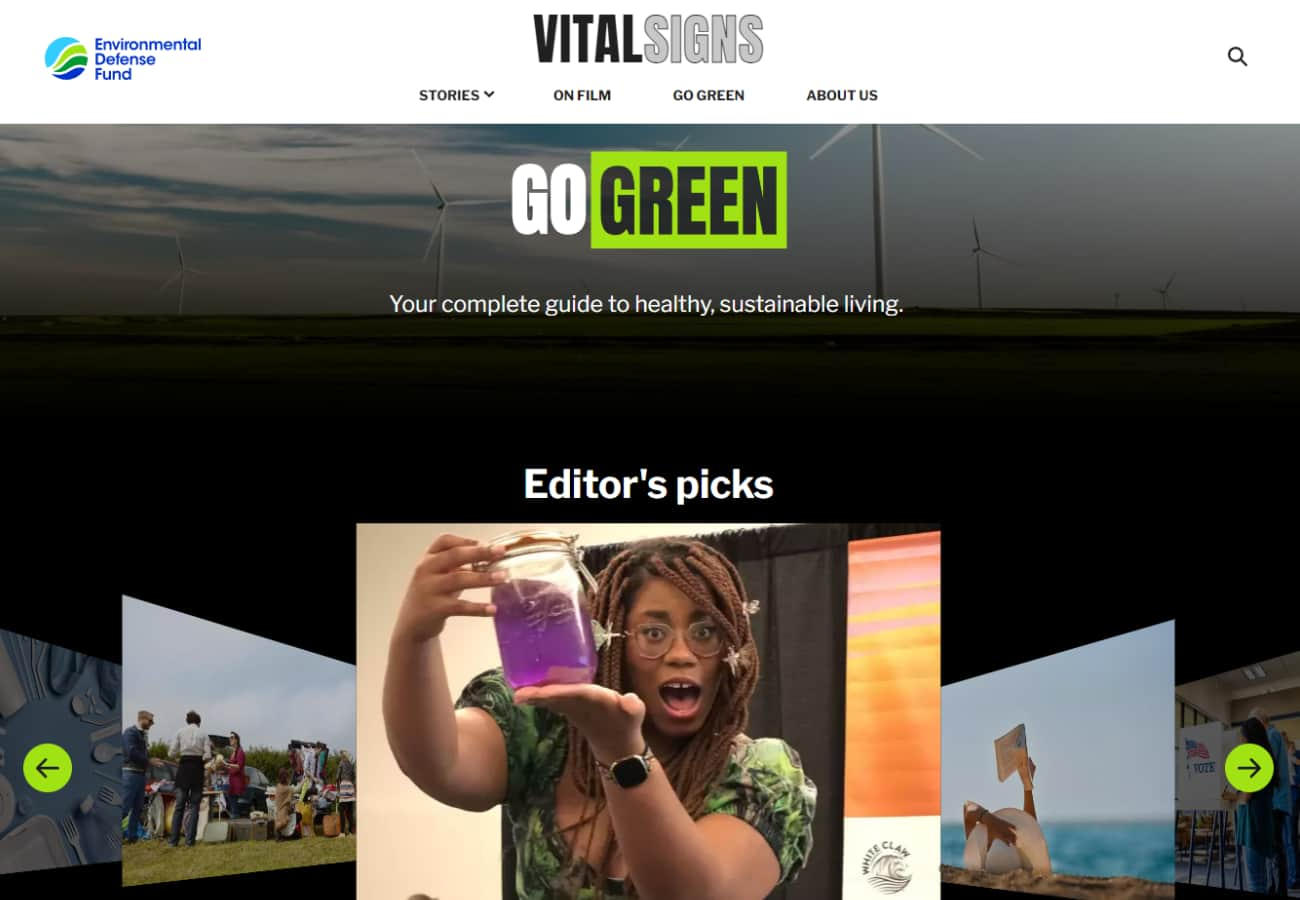 Environmental
Defense
Fund
VITALSIGNS
STORIES ON FILM GO GREEN ABOUT US
GO GREEN
Your complete guide to healthy, sustainable living.
Editor's picks
VOTE
WHITE CLAW